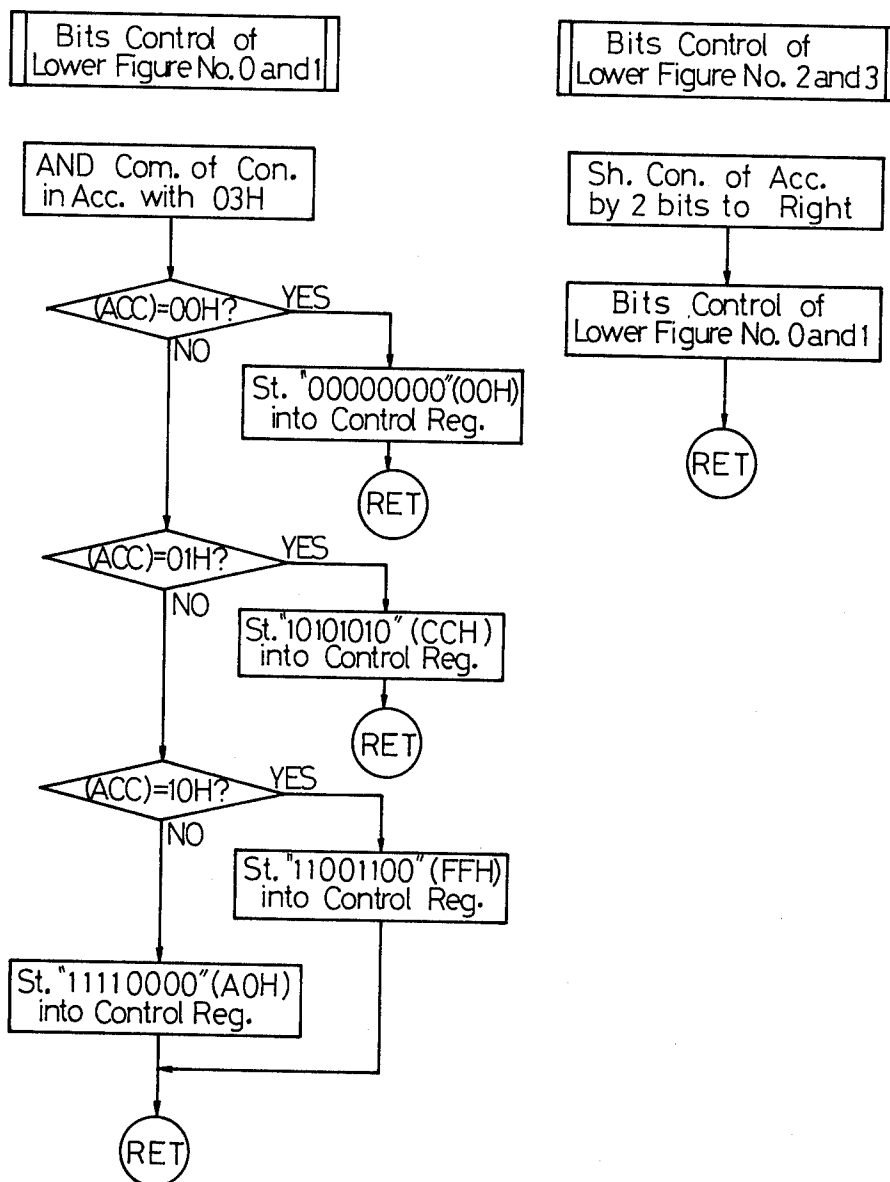 Bits Control of
Lower Figure No. 0 and 1
AND Com. of Con.
in Acc. with 03H
(ACC)=00H?
YES
NO
St. "00000000"(00H)
into Control Reg.
RET
(ACC)=01H?
YES
NO
St. "10101010" (CCH)
into Control Reg.
RET
(ACC)=10H?
YES
NO
St. "11001100" (FFH)
into Control Reg.
St. "11110000" (A0H)
into Control Reg.
RET
Bits Control of
Lower Figure No. 2 and 3
Sh. Con. of Acc.
by 2 bits to Right
Bits Control of
Lower Figure No. 0 and 1
RET